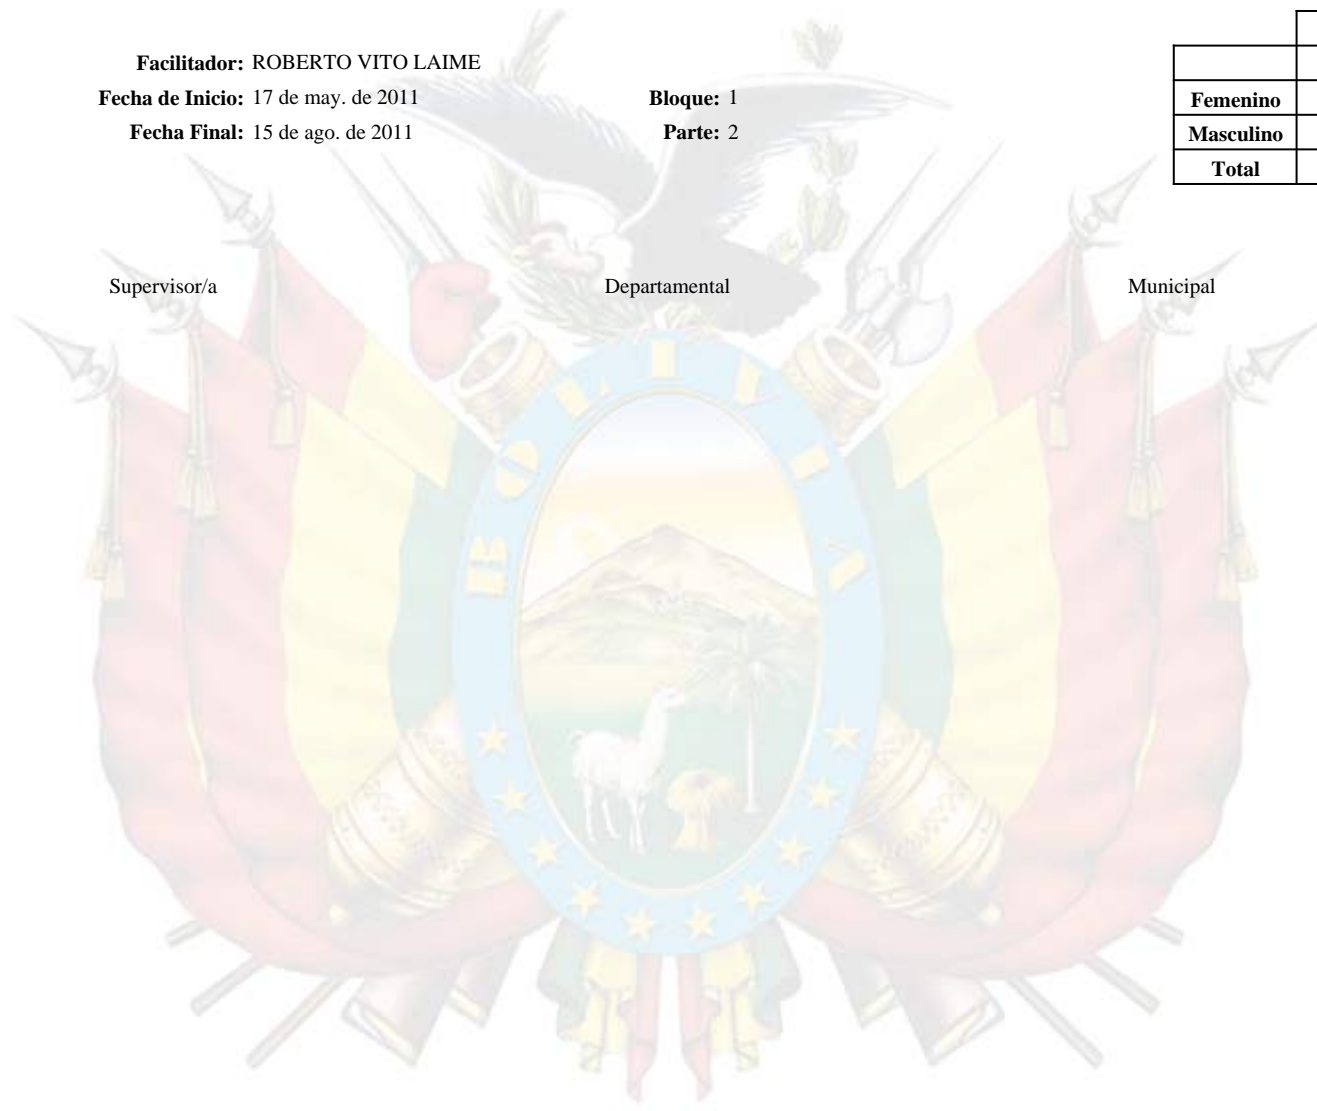 Facilitador: ROBERTO VITO LAIME
Fecha de Inicio: 17 de may. de 2011 Bloque: 1
Fecha Final: 15 de ago. de 2011 Parte: 2
Femenino
Masculino
Total
Supervisor/a Departamental Municipal
BOLIVIA